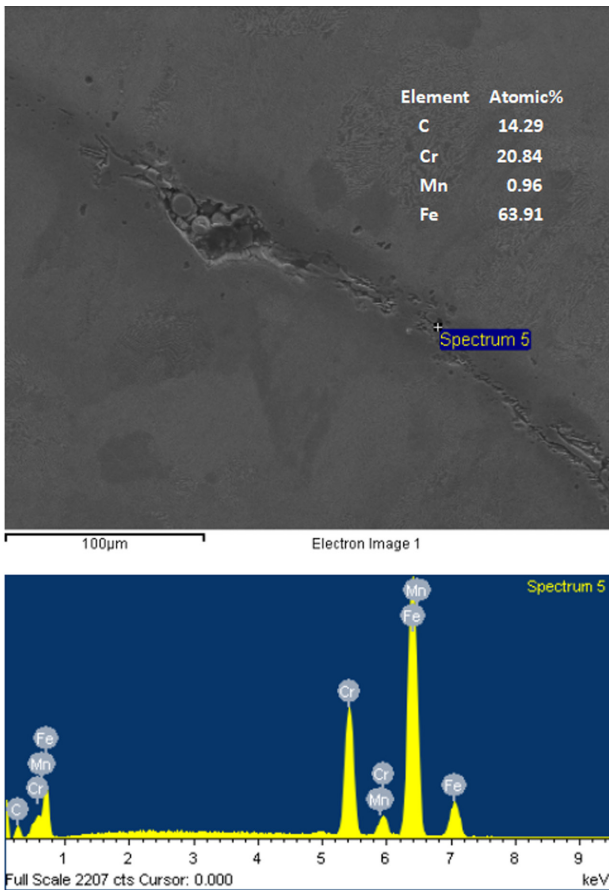 Element Atomic%
C 14.29
Cr 20.84
Mn 0.96
Fe 63.91
Spectrum 5
100µm Electron Image 1
Spectrum 5
Mn
Fe
Cr
Fe
Mn
Cr
C
Cr
Mn
Fe
1 2 3 4 5 6 7 8 9
Full Scale 2207 cts Cursor: 0.000 keV